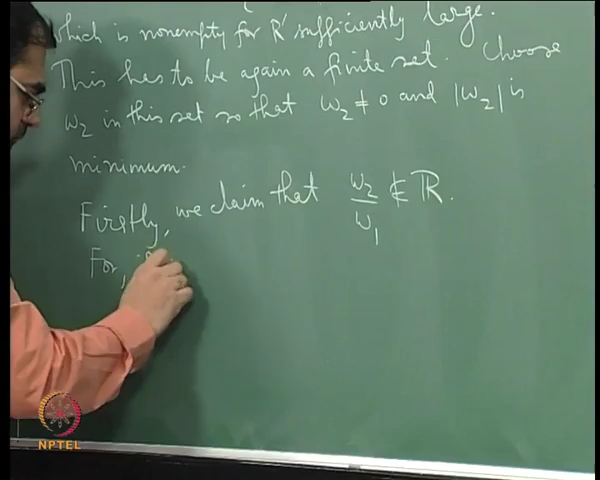 which is nonempty for R' sufficiently large.
This has to be again a finite set. Choose
ω₂ in this set so that ω₂ ≠ 0 and |ω₂| is
minimum.
Firstly, we claim that ω₂/ω₁ ∉ ℝ.
For, if
NPTEL